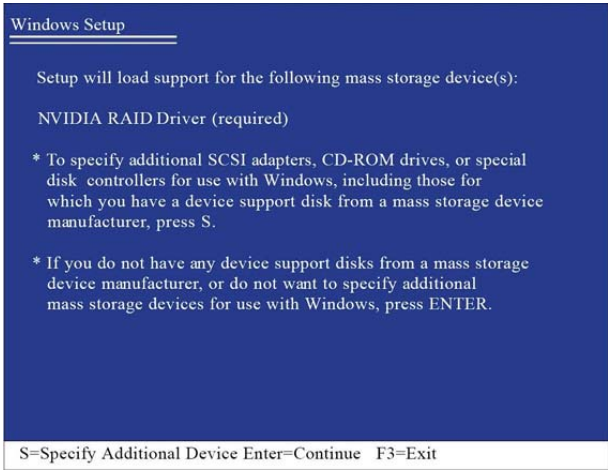 Windows Setup
Setup will load support for the following mass storage device(s):
NVIDIA RAID Driver (required)
* To specify additional SCSI adapters, CD-ROM drives, or special
disk controllers for use with Windows, including those for
which you have a device support disk from a mass storage device
manufacturer, press S.
* If you do not have any device support disks from a mass storage
device manufacturer, or do not want to specify additional
mass storage devices for use with Windows, press ENTER.
S=Specify Additional Device Enter=Continue F3=Exit